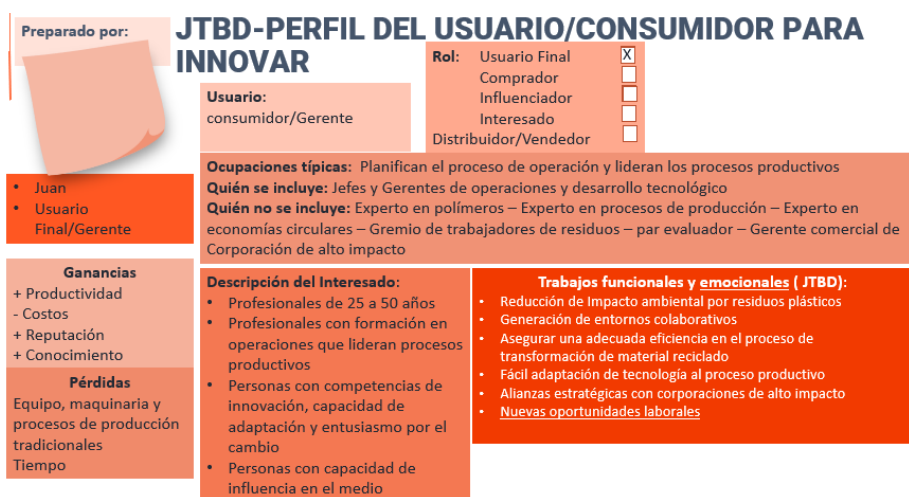 Preparado por:
JTBD-PERFIL DEL USUARIO/CONSUMIDOR PARA
INNOVAR
Rol: Usuario Final X
Comprador
Influenciador
Interesado
Distribuidor/Vendedor
Usuario:
consumidor/Gerente
• Juan
• Usuario
Final/Gerente
Ocupaciones típicas: Planifican el proceso de operación y lideran los procesos productivos
Quién se incluye: Jefes y Gerentes de operaciones y desarrollo tecnológico
Quién no se incluye: Experto en polímeros – Experto en procesos de producción – Experto en
economías circulares – Gremio de trabajadores de residuos – par evaluador – Gerente comercial de
Corporación de alto impacto
Ganancias
+ Productividad
- Costos
+ Reputación
+ Conocimiento
Pérdidas
Equipo, maquinaria y
procesos de producción
tradicionales
Tiempo
Descripción del Interesado:
• Profesionales de 25 a 50 años
• Profesionales con formación en
operaciones que lideran procesos
productivos
• Personas con competencias de
innovación, capacidad de
adaptación y entusiasmo por el
cambio
• Personas con capacidad de
influencia en el medio
Trabajos funcionales y emocionales ( JTBD):
• Reducción de Impacto ambiental por residuos plásticos
• Generación de entornos colaborativos
• Asegurar una adecuada eficiencia en el proceso de
transformación de material reciclado
• Fácil adaptación de tecnología al proceso productivo
• Alianzas estratégicas con corporaciones de alto impacto
• Nuevas oportunidades laborales